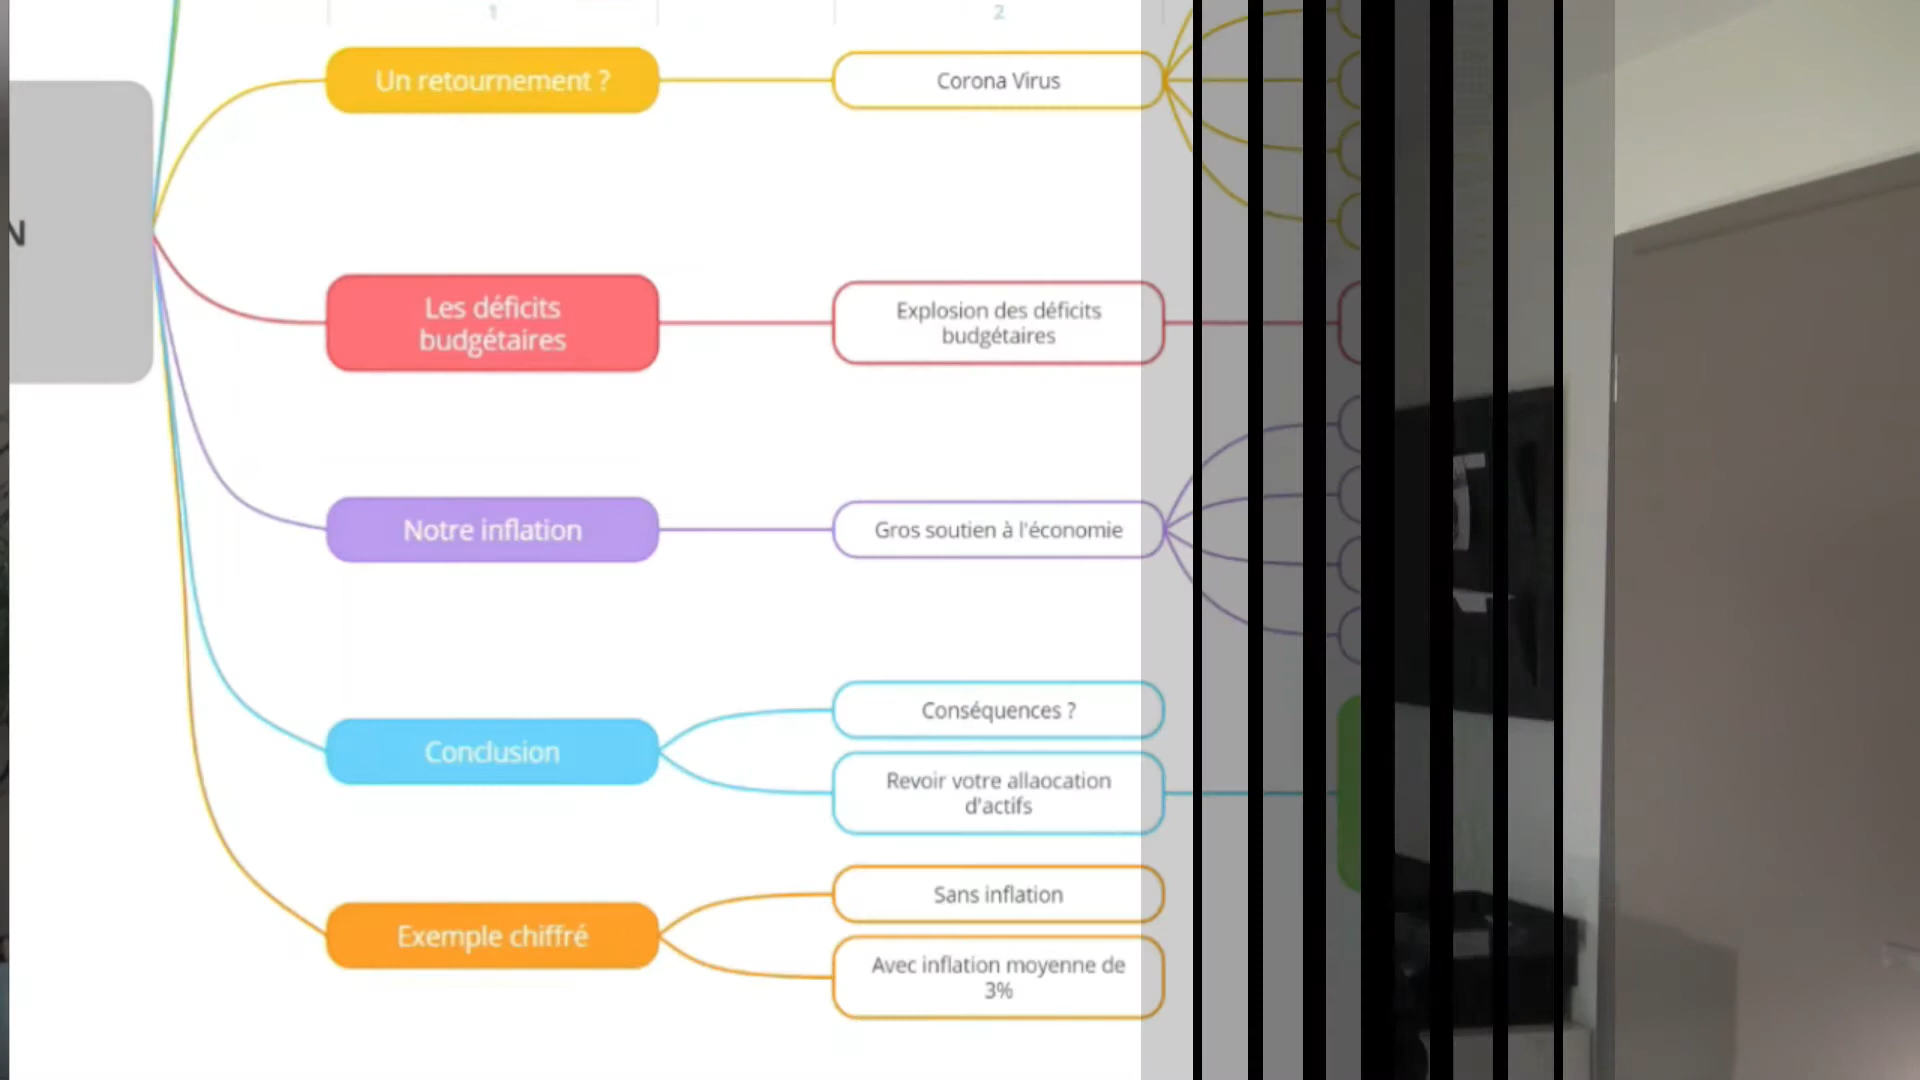 1
2
Un retournement ?
Corona Virus
N
Les déficits
budgétaires
Explosion des déficits
budgétaires
Notre inflation
Gros soutien à l'économie
Conclusion
Conséquences ?
Revoir votre allaocation
d'actifs
Exemple chiffré
Sans inflation
Avec inflation moyenne de
3%